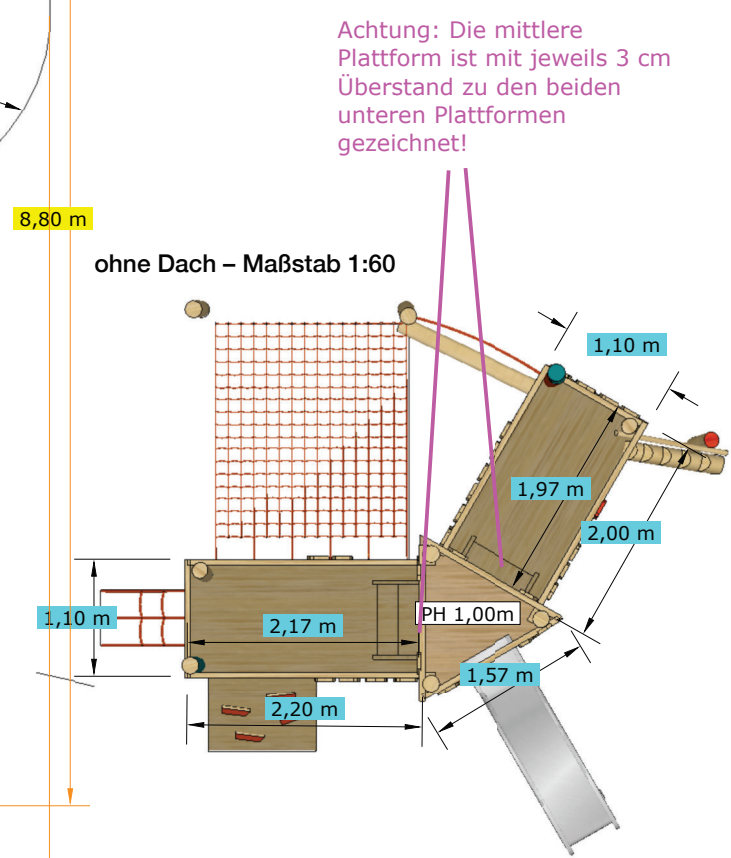 Achtung: Die mittlere
Plattform ist mit jeweils 3 cm
Überstand zu den beiden
unteren Plattformen
gezeichnet!
8,80 m
ohne Dach – Maßstab 1:60
1,10 m
1,97 m
2,00 m
1,10 m
2,17 m
PH 1,00m
1,57 m
2,20 m